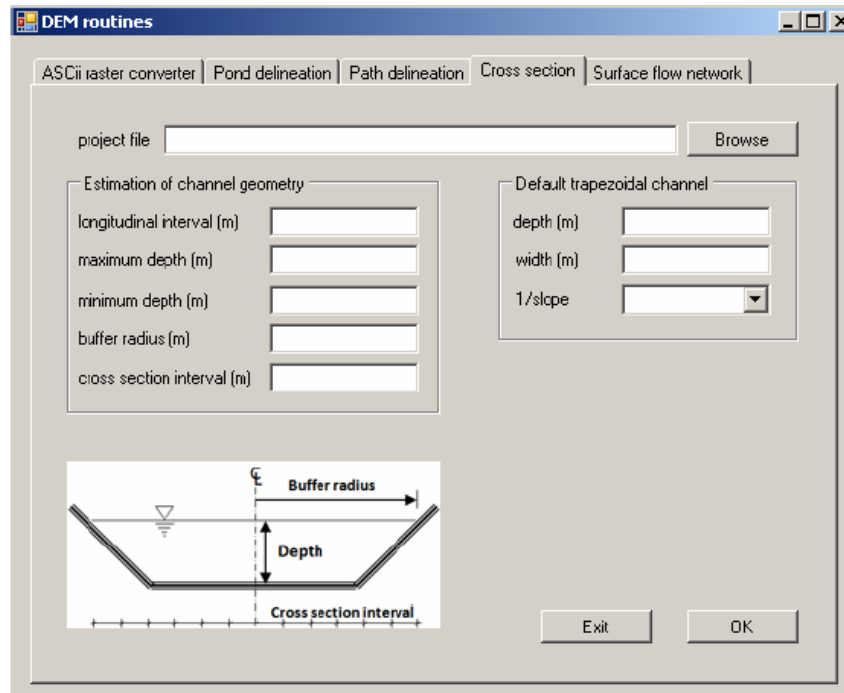 DEM routines
ASCii raster converter Pond delineation Path delineation Cross section Surface flow network
project file Browse
Estimation of channel geometry
longitudinal interval (m)
maximum depth (m)
minimum depth (m)
buffer radius (m)
cross section interval (m)
Default trapezoidal channel
depth (m)
width (m)
1/slope
℄
Buffer radius
Depth
Cross section interval
Exit OK